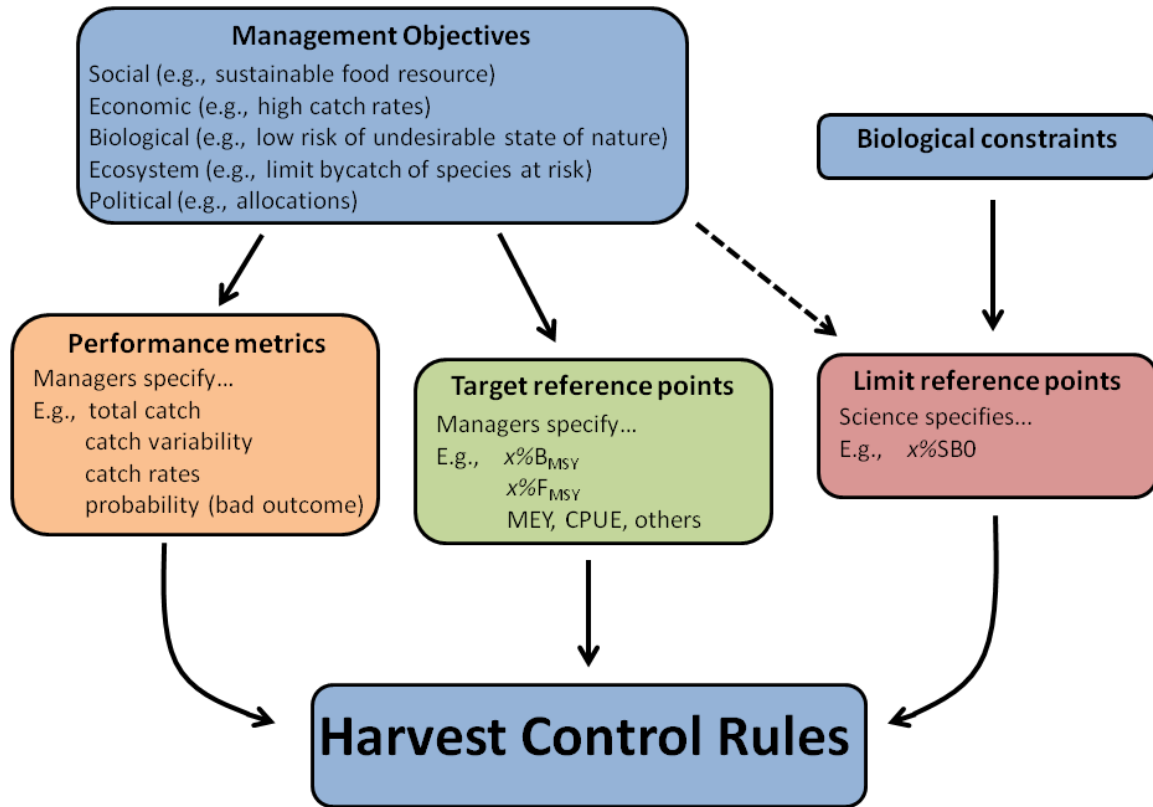 Management Objectives
Social (e.g., sustainable food resource)
Economic (e.g., high catch rates)
Biological (e.g., low risk of undesirable state of nature)
Ecosystem (e.g., limit bycatch of species at risk)
Political (e.g., allocations)
Biological constraints
Performance metrics
Managers specify...
E.g., total catch
catch variability
catch rates
probability (bad outcome)
Target reference points
Managers specify...
E.g., x%B_MSY
x%F_MSY
MEY, CPUE, others
Limit reference points
Science specifies...
E.g., x%SB0
Harvest Control Rules